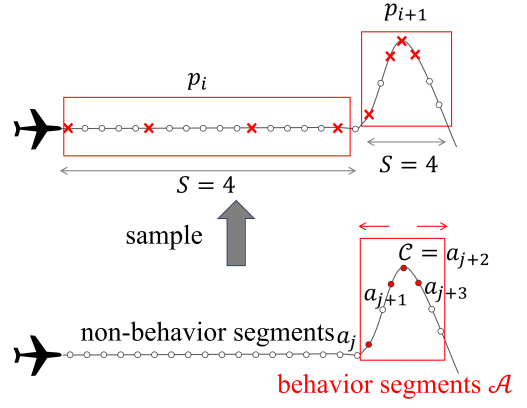 p_{i+1}
p_i
S = 4
S = 4
sample
𝒞 = a_{j+2}
a_{j+1}
a_{j+3}
non-behavior segments
a_j
behavior segments 𝒜